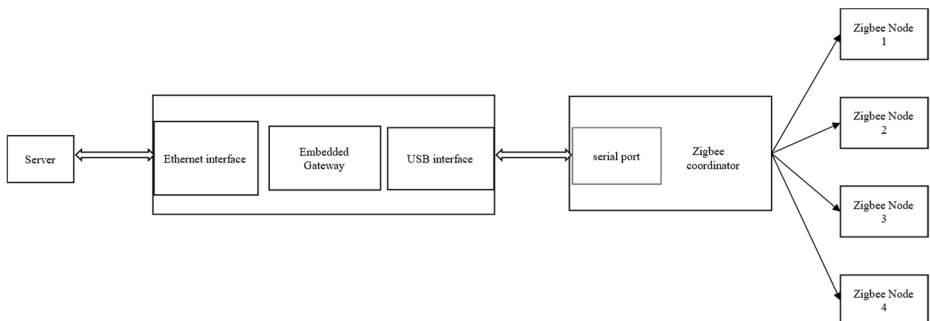 Server
Ethernet interface
Embedded
Gateway
USB interface
serial port
Zigbee
coordinator
Zigbee Node
1
Zigbee Node
2
Zigbee Node
3
Zigbee Node
4